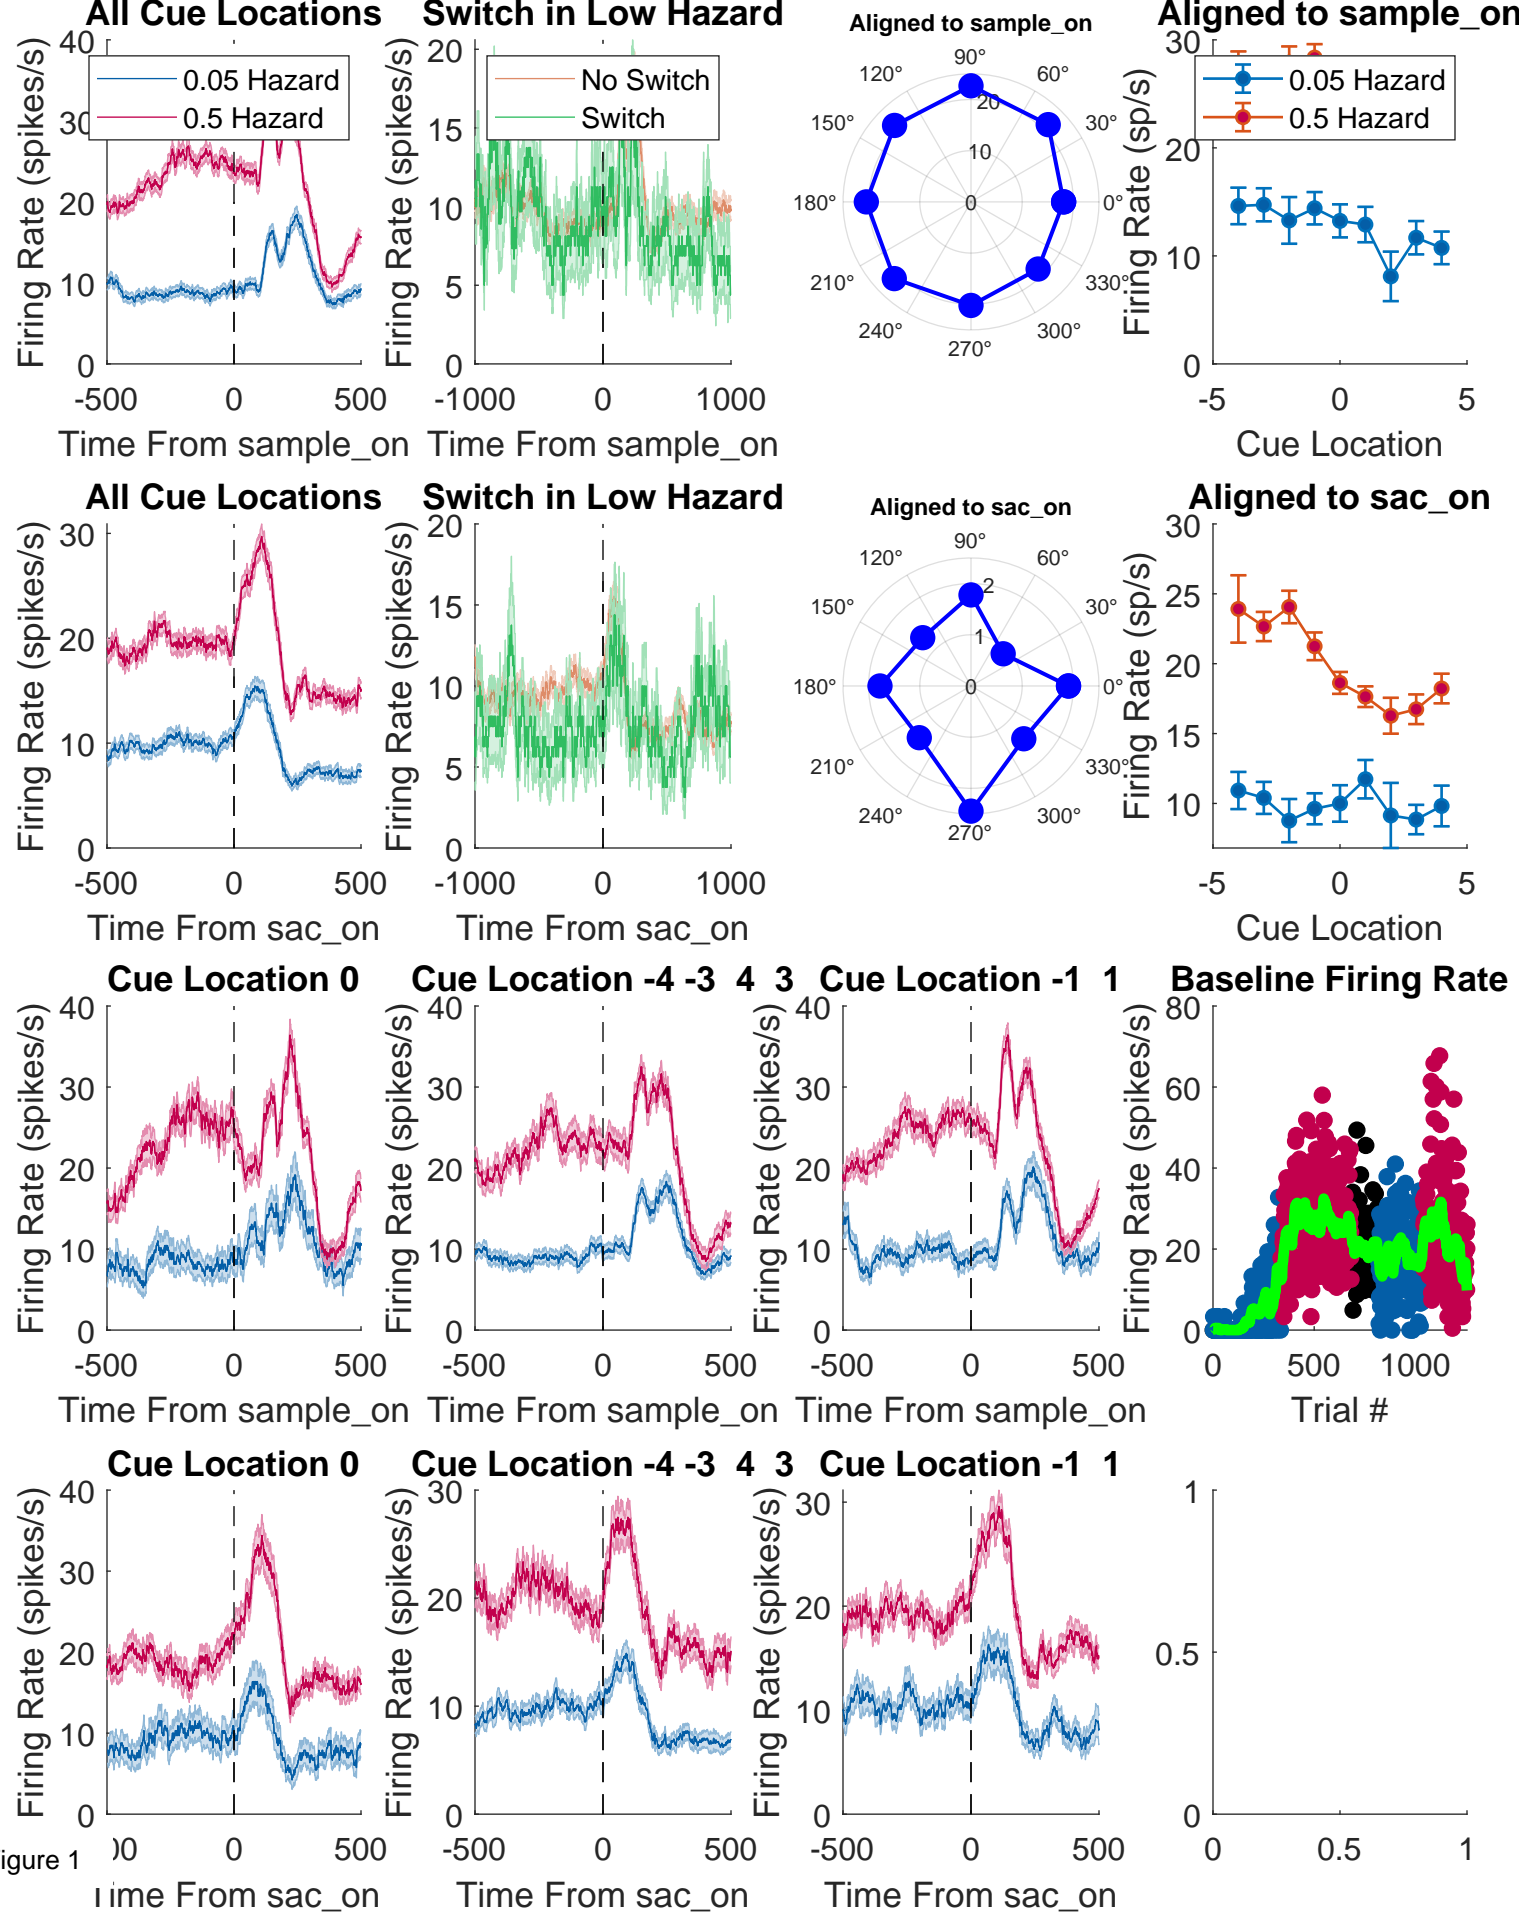 All Cue Locations
Firing Rate (spikes/s)
40
30
20
10
0
-500
0
500
Time From sample_on
0.05 Hazard
0.5 Hazard
Switch in Low Hazard
Firing Rate (spikes/s)
20
15
10
5
0
-1000
0
1000
Time From sample_on
No Switch
Switch
Aligned to sample_on
90°
120°
60°
150°
30°
180°
0°
210°
330°
240°
300°
270°
20
10
0
Aligned to sample_on
Firing Rate (sp/s)
30
20
10
0
-5
0
5
Cue Location
0.05 Hazard
0.5 Hazard
All Cue Locations
Firing Rate (spikes/s)
30
20
10
0
-500
0
500
Time From sac_on
Switch in Low Hazard
Firing Rate (spikes/s)
20
15
10
5
0
-1000
0
1000
Time From sac_on
Aligned to sac_on
90°
120°
60°
150°
30°
180°
0°
210°
330°
240°
300°
270°
2
1
0
Aligned to sac_on
Firing Rate (sp/s)
30
25
20
15
10
-5
0
5
Cue Location
Cue Location 0
Firing Rate (spikes/s)
40
30
20
10
0
-500
0
500
Time From sample_on
Cue Location -4 -3 4 3
Firing Rate (spikes/s)
40
30
20
10
0
-500
0
500
Time From sample_on
Cue Location -1 1
Firing Rate (spikes/s)
40
30
20
10
0
-500
0
500
Time From sample_on
Baseline Firing Rate
Firing Rate (spikes/s)
80
60
40
20
0
0
500
1000
Trial #
Cue Location 0
Firing Rate (spikes/s)
40
30
20
10
0
00
0
500
Time From sac_on
Cue Location -4 -3 4 3
Firing Rate (spikes/s)
30
20
10
0
-500
0
500
Time From sac_on
Cue Location -1 1
Firing Rate (spikes/s)
30
20
10
0
-500
0
500
Time From sac_on
1
0.5
0
0
0.5
1
igure 1